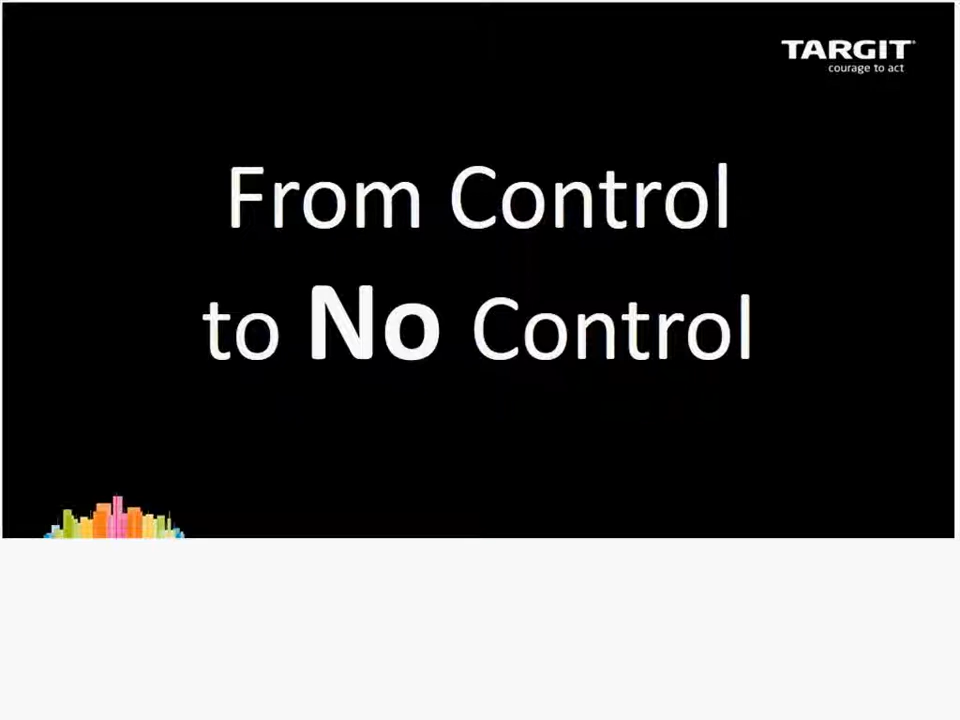 TARGIT
courage to act
From Control
to No Control